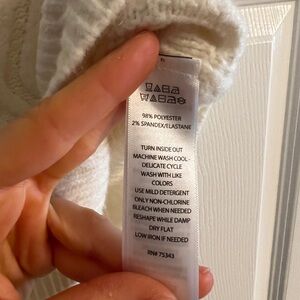 98% POLYESTER
2% SPANDEX/ELASTANE
TURN INSIDE OUT
MACHINE WASH COOL -
DELICATE CYCLE
WASH WITH LIKE
COLORS
USE MILD DETERGENT
ONLY NON-CHLORINE
BLEACH WHEN NEEDED
RESHAPE WHILE DAMP
DRY FLAT
LOW IRON IF NEEDED
RN# 75343